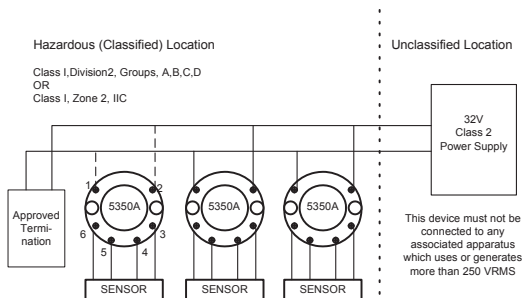 Hazardous (Classified) Location
Unclassified Location
Class I,Division2, Groups, A,B,C,D
OR
Class I, Zone 2, IIC
32V
Class 2
Power Supply
1
2
5350A
5350A
5350A
Approved
Termi-
nation
6
3
5
4
This device must not be
connected to any
associated apparatus
which uses or generates
more than 250 VRMS
SENSOR
SENSOR
SENSOR